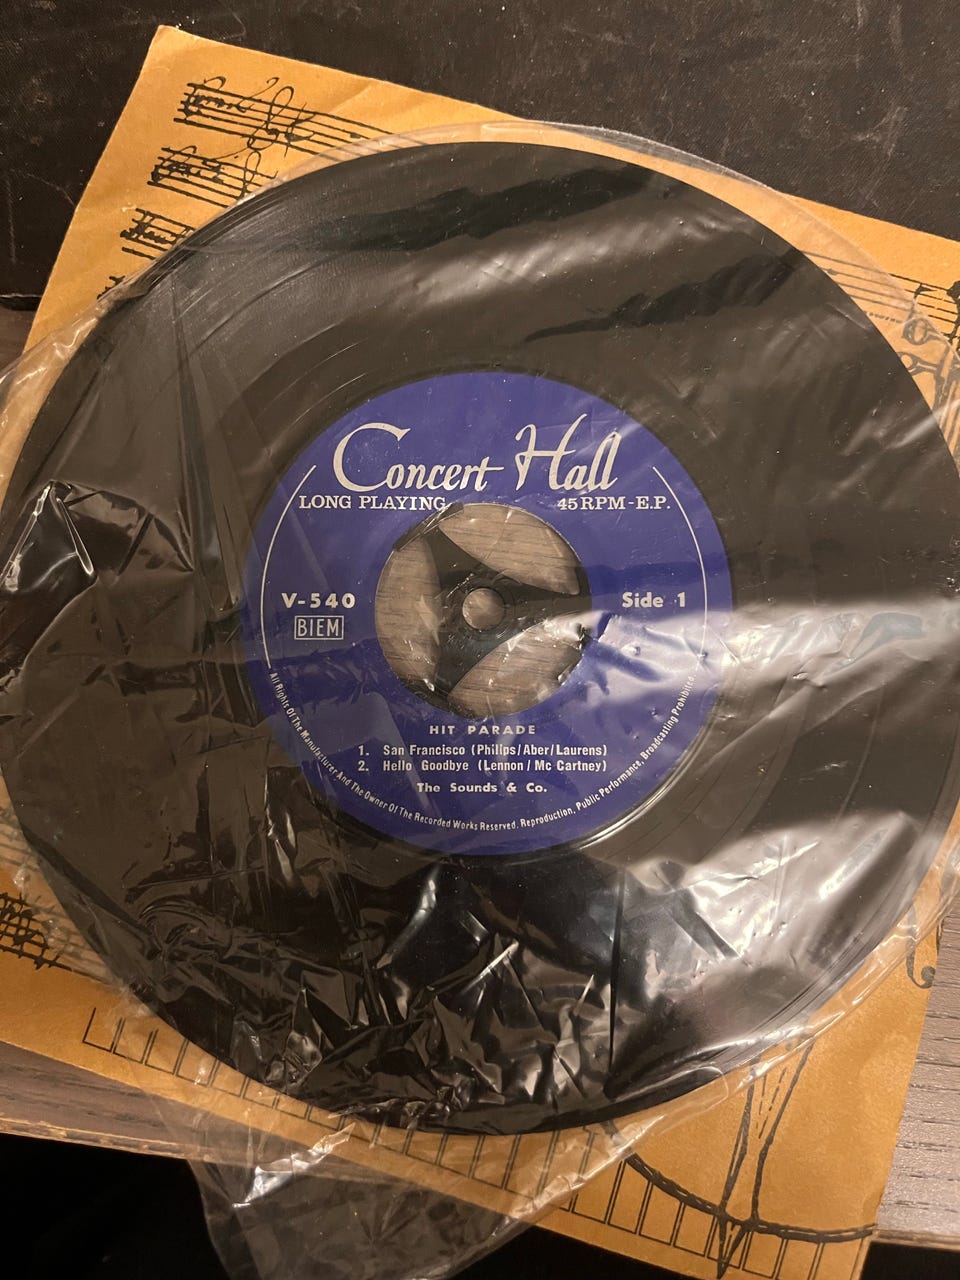 Concert Hall
LONG PLAYING 45 RPM - E.P.
V-540 Side 1
BIEM
HIT PARADE
1. San Francisco (Philips/Aber/Laurens)
2. Hello Goodbye (Lennon/Mc Cartney)
The Sounds & Co.
All Rights Of The Manufacturer And The Owner Of The Recorded Works Reserved. Reproduction, Public Performance, Broadcasting Prohibited.